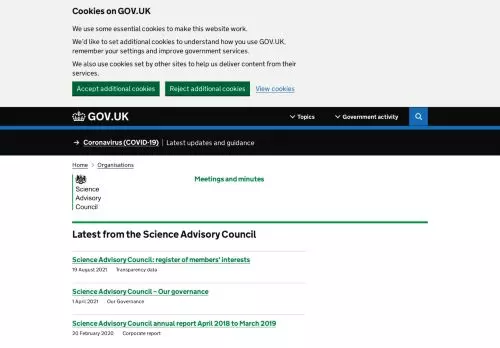 Cookies on GOV.UK
We use some essential cookies to make this website work.
We'd like to set additional cookies to understand how you use GOV.UK,
remember your settings and improve government services.
We also use cookies set by other sites to help us deliver content from their
services.
Accept additional cookies
Reject additional cookies
View cookies
GOV.UK
Topics
Government activity
→ Coronavirus (COVID-19) | Latest updates and guidance
Home > Organisations
Science
Advisory
Council
Meetings and minutes
Latest from the Science Advisory Council
Science Advisory Council: register of members' interests
19 August 2021 Transparency data
Science Advisory Council – Our governance
1 April 2021 Our Governance
Science Advisory Council annual report April 2018 to March 2019
20 February 2020 Corporate report